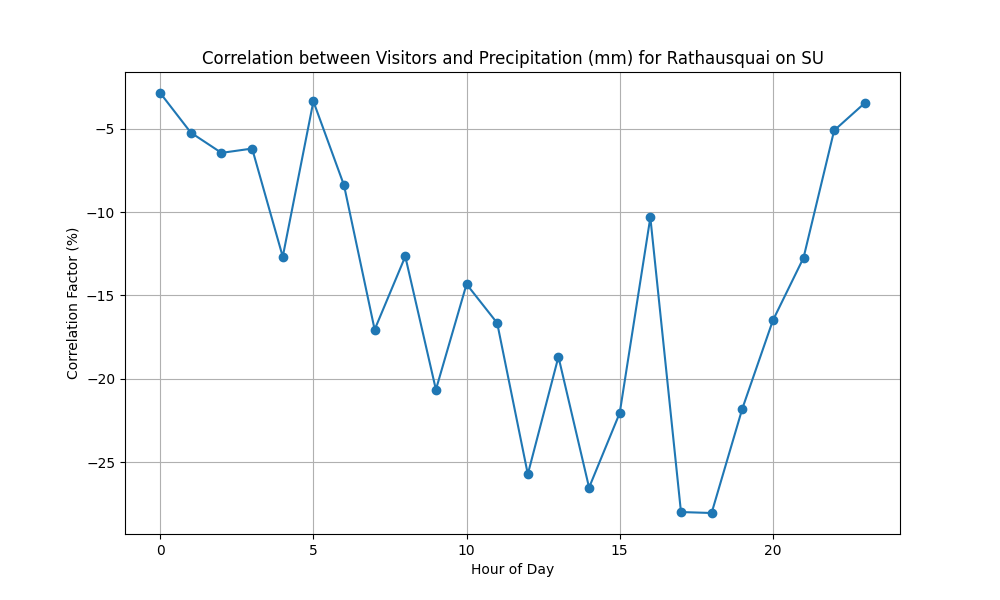 Correlation between Visitors and Precipitation (mm) for Rathausquai on SU
Correlation Factor (%)
−5
−10
−15
−20
−25
0 5 10 15 20
Hour of Day